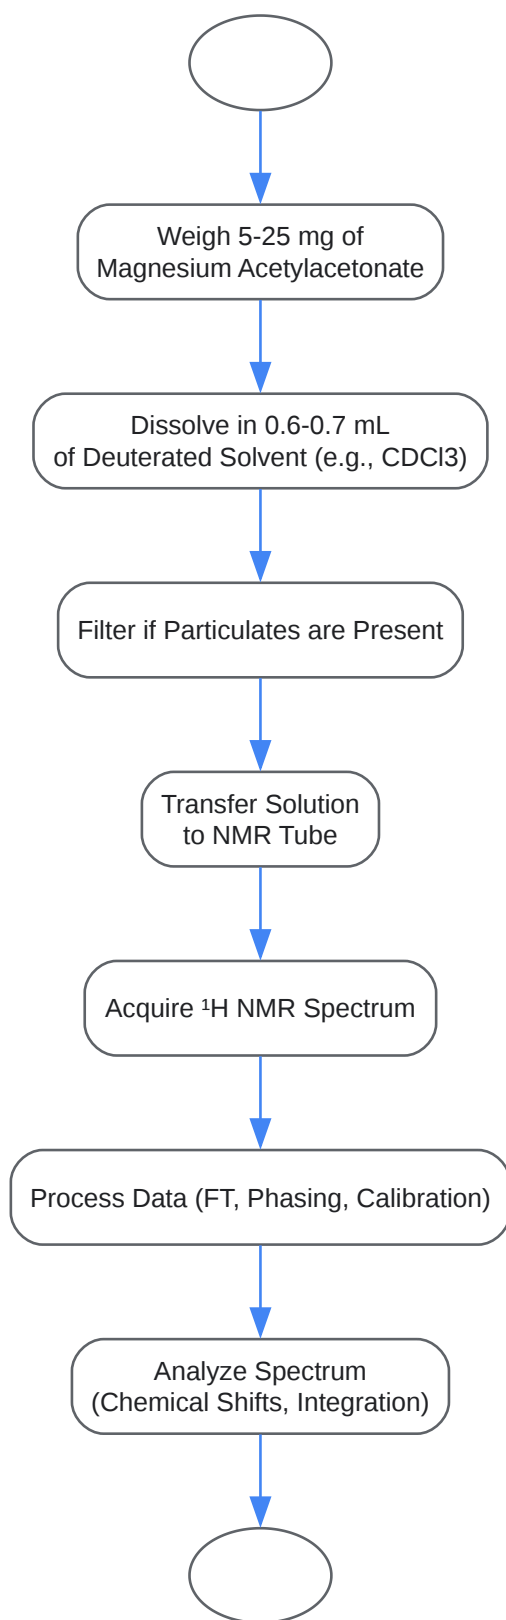 Weigh 5-25 mg of
Magnesium Acetylacetonate
Dissolve in 0.6-0.7 mL
of Deuterated Solvent (e.g., CDCl3)
Filter if Particulates are Present
Transfer Solution
to NMR Tube
Acquire ¹H NMR Spectrum
Process Data (FT, Phasing, Calibration)
Analyze Spectrum
(Chemical Shifts, Integration)